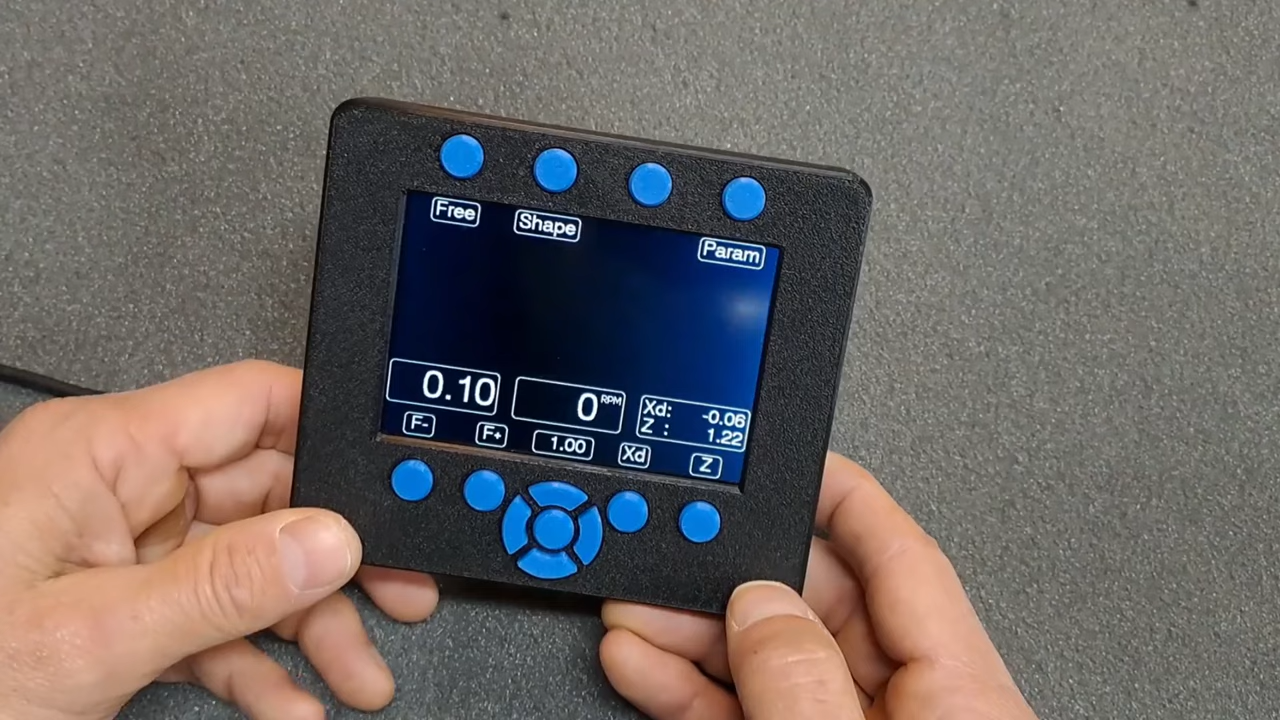 Free Shape Param
0.10 0 RPM Xd: -0.06
Z : 1.22
F- F+ 1.00 Xd Z